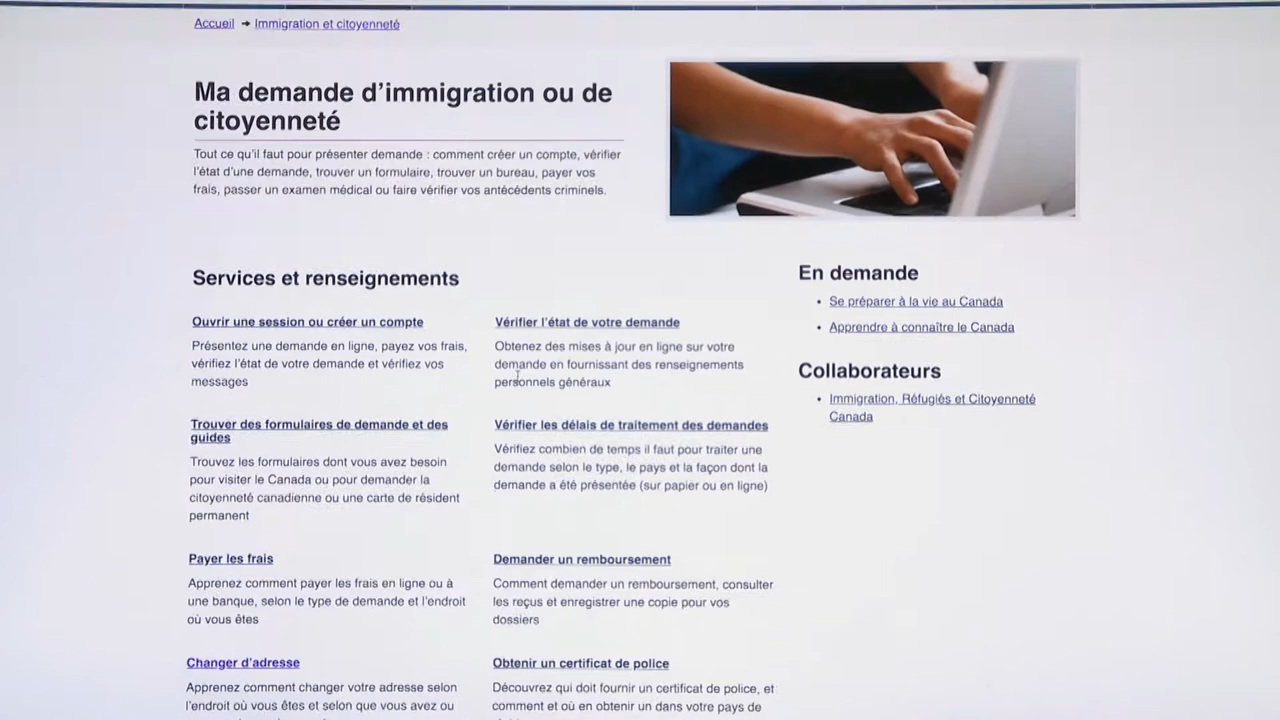 Accueil → Immigration et citoyenneté
Ma demande d'immigration ou de
citoyenneté
Tout ce qu'il faut pour présenter demande : comment créer un compte, vérifier
l'état d'une demande, trouver un formulaire, trouver un bureau, payer vos
frais, passer un examen médical ou faire vérifier vos antécédents criminels.
Services et renseignements
Ouvrir une session ou créer un compte
Présentez une demande en ligne, payez vos frais,
vérifiez l'état de votre demande et vérifiez vos
messages
Vérifier l'état de votre demande
Obtenez des mises à jour en ligne sur votre
demande en fournissant des renseignements
personnels généraux
Trouver des formulaires de demande et des
guides
Trouvez les formulaires dont vous avez besoin
pour visiter le Canada ou pour demander la
citoyenneté canadienne ou une carte de résident
permanent
Vérifier les délais de traitement des demandes
Vérifiez combien de temps il faut pour traiter une
demande selon le type, le pays et la façon dont la
demande a été présentée (sur papier ou en ligne)
Payer les frais
Apprenez comment payer les frais en ligne ou à
une banque, selon le type de demande et l'endroit
où vous êtes
Demander un remboursement
Comment demander un remboursement, consulter
les reçus et enregistrer une copie pour vos
dossiers
Changer d'adresse
Apprenez comment changer votre adresse selon
l'endroit où vous êtes et selon que vous avez ou
Obtenir un certificat de police
Découvrez qui doit fournir un certificat de police, et
comment et où en obtenir un dans votre pays de
En demande
• Se préparer à la vie au Canada
• Apprendre à connaître le Canada
Collaborateurs
• Immigration, Réfugiés et Citoyenneté
Canada